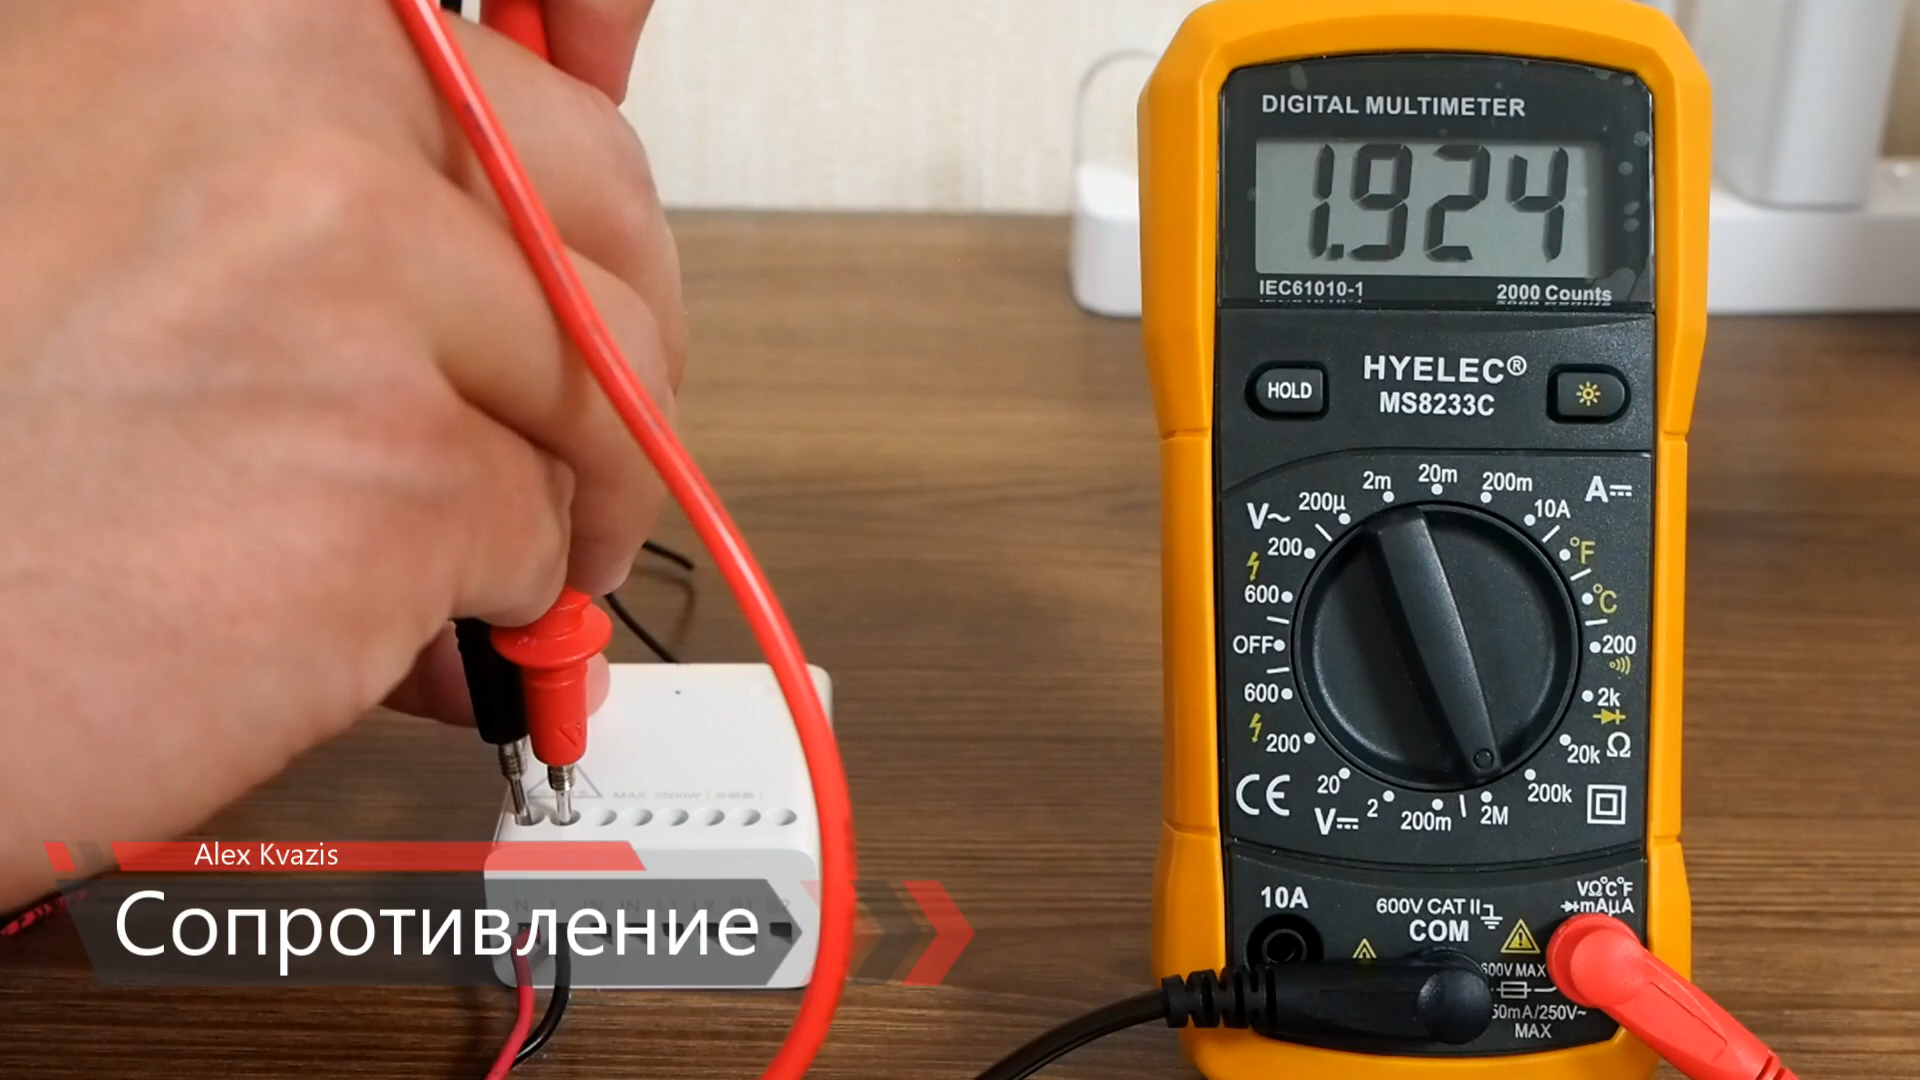 DIGITAL MULTIMETER
1.924
IEC61010-1
2000 Counts
HYELEC®
HOLD
MS8233C
2m
20m
200m
A
200µ
10A
V~
200
°F
600
°C
OFF
200
600
2k
200
20k Ω
20
200k
2
200m
2M
V
CE
10A
600V CAT II
COM
VΩ°C°F
mAµA
600V MAX
MAX
MAX 2500W
Alex Kvazis
Сопротивление